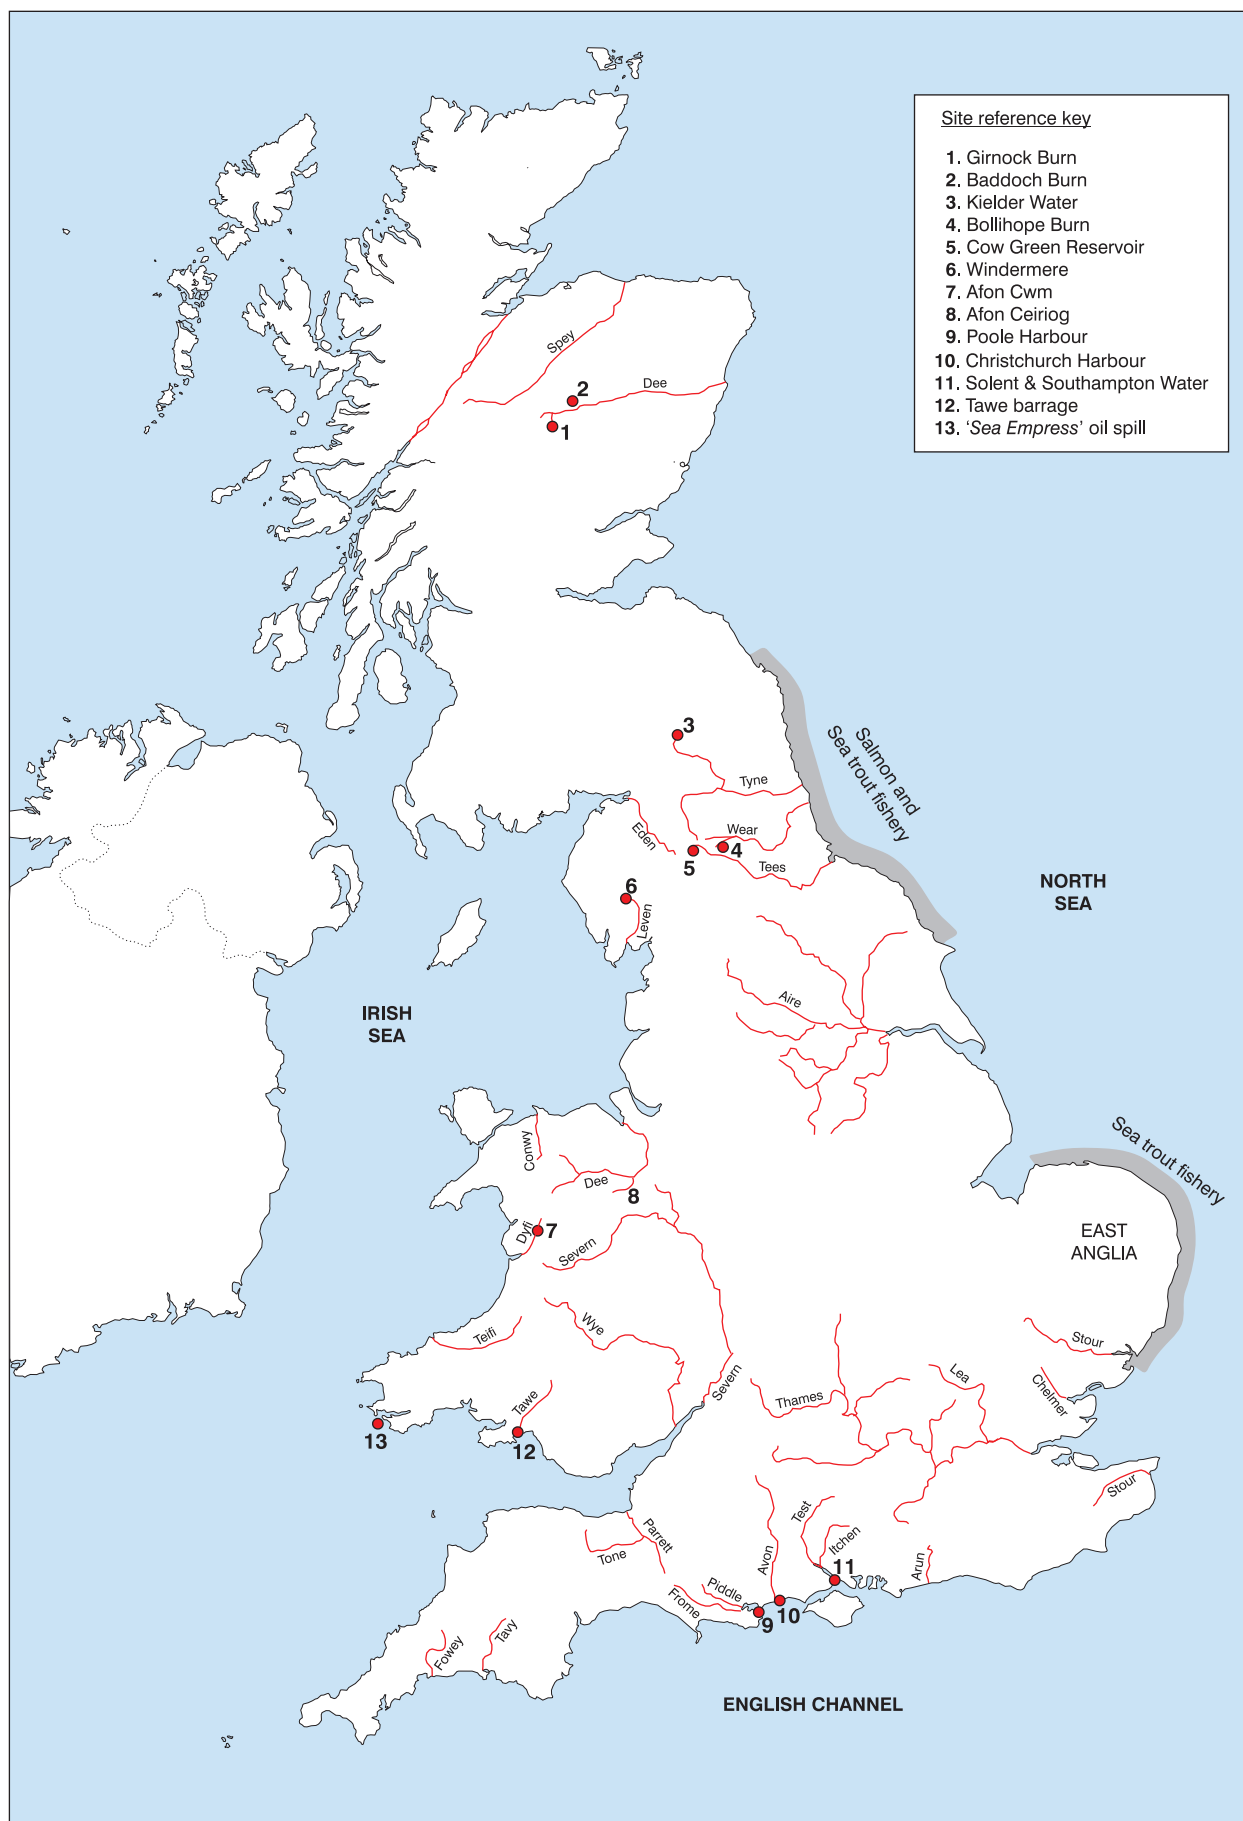 Site reference key
1. Girnock Burn
2. Baddoch Burn
3. Kielder Water
4. Bollihope Burn
5. Cow Green Reservoir
6. Windermere
7. Afon Cwm
8. Afon Ceiriog
9. Poole Harbour
10. Christchurch Harbour
11. Solent & Southampton Water
12. Tawe barrage
13. ‘Sea Empress’ oil spill
Spey
Dee
2
1
3
Salmon and
Sea trout fishery
Tyne
Eden
Wear
4
5
Tees
6
Leven
NORTH
SEA
Aire
IRISH
SEA
Conwy
Dee
8
Sea trout fishery
Dyfi
7
Severn
EAST
ANGLIA
Teifi
Wye
Stour
Tawe
Severn
Thames
Lea
Chelmer
13
12
Stour
Test
Itchen
Parrett
Tone
Avon
Arun
11
Piddle
Frome
9
10
Fowey
Tavy
ENGLISH CHANNEL